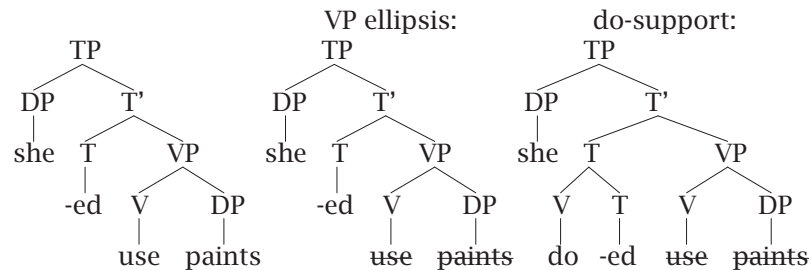 VP ellipsis: do-support:
TP TP TP
DP T’ DP T’ DP T’
she T VP she T VP she T VP
-ed V DP -ed V DP V T V DP
use paints use paints do -ed use paints